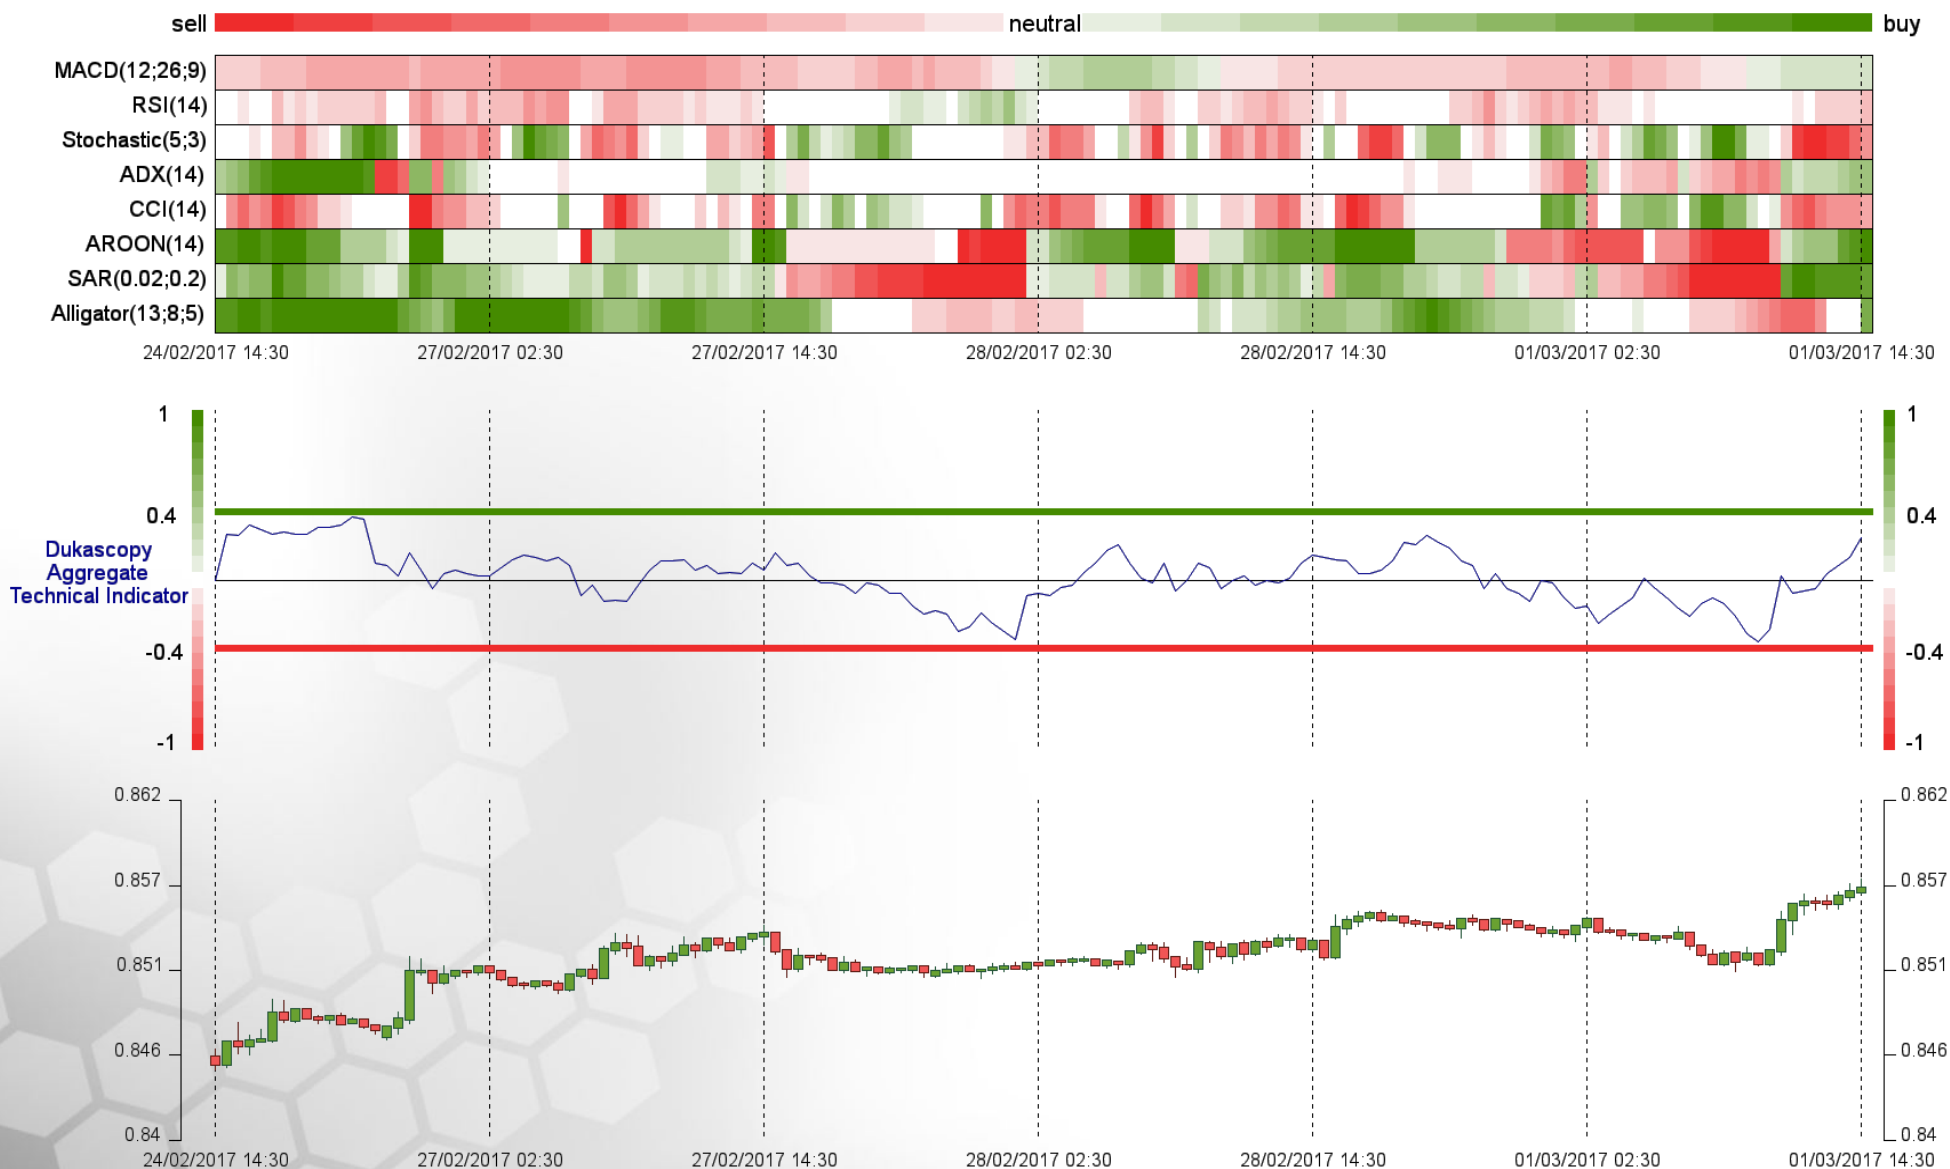 sell neutral buy
MACD(12;26;9)
RSI(14)
Stochastic(5;3)
ADX(14)
CCI(14)
AROON(14)
SAR(0.02;0.2)
Alligator(13;8;5)
24/02/2017 14:30 27/02/2017 02:30 27/02/2017 14:30 28/02/2017 02:30 28/02/2017 14:30 01/03/2017 02:30 01/03/2017 14:30
1 1
0.4 0.4
Dukascopy
Aggregate
Technical Indicator
-0.4 -0.4
-1 -1
0.862 0.862
0.857 0.857
0.851 0.851
0.846 0.846
0.84 0.84
24/02/2017 14:30 27/02/2017 02:30 27/02/2017 14:30 28/02/2017 02:30 28/02/2017 14:30 01/03/2017 02:30 01/03/2017 14:30